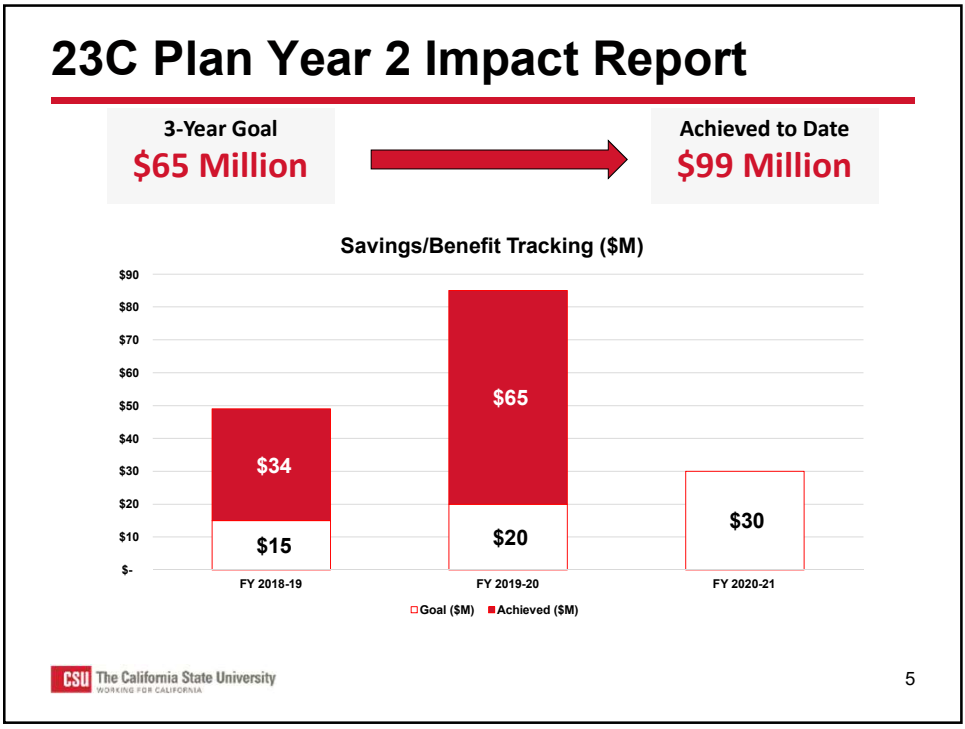 23C Plan Year 2 Impact Report
3-Year Goal
$65 Million
Achieved to Date
$99 Million
Savings/Benefit Tracking ($M)
$90
$80
$70
$60
$50
$40
$30
$20
$10
$-
$34
$15
$65
$20
$30
FY 2018-19
FY 2019-20
FY 2020-21
Goal ($M) Achieved ($M)
CSU The California State University
WORKING FOR CALIFORNIA
5